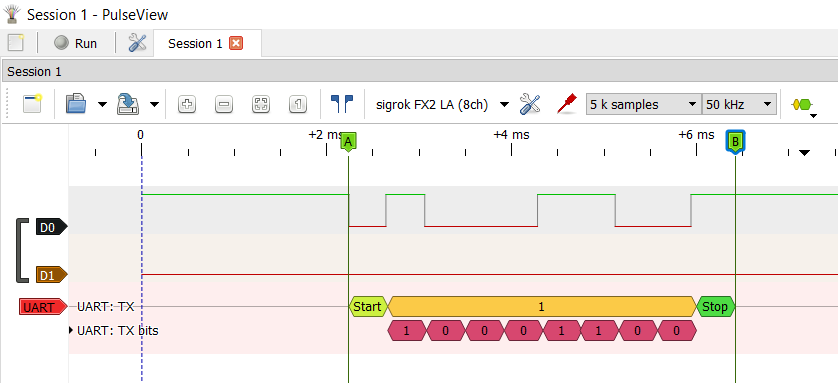 Session 1 - PulseView
Run Session 1
Session 1
1 sigrok FX2 LA (8ch) 5 k samples 50 kHz
0 +2 ms +4 ms +6 ms
A B
D0
D1
UART UART: TX Start 1 Stop
UART: TX bits 1 0 0 0 1 1 0 0